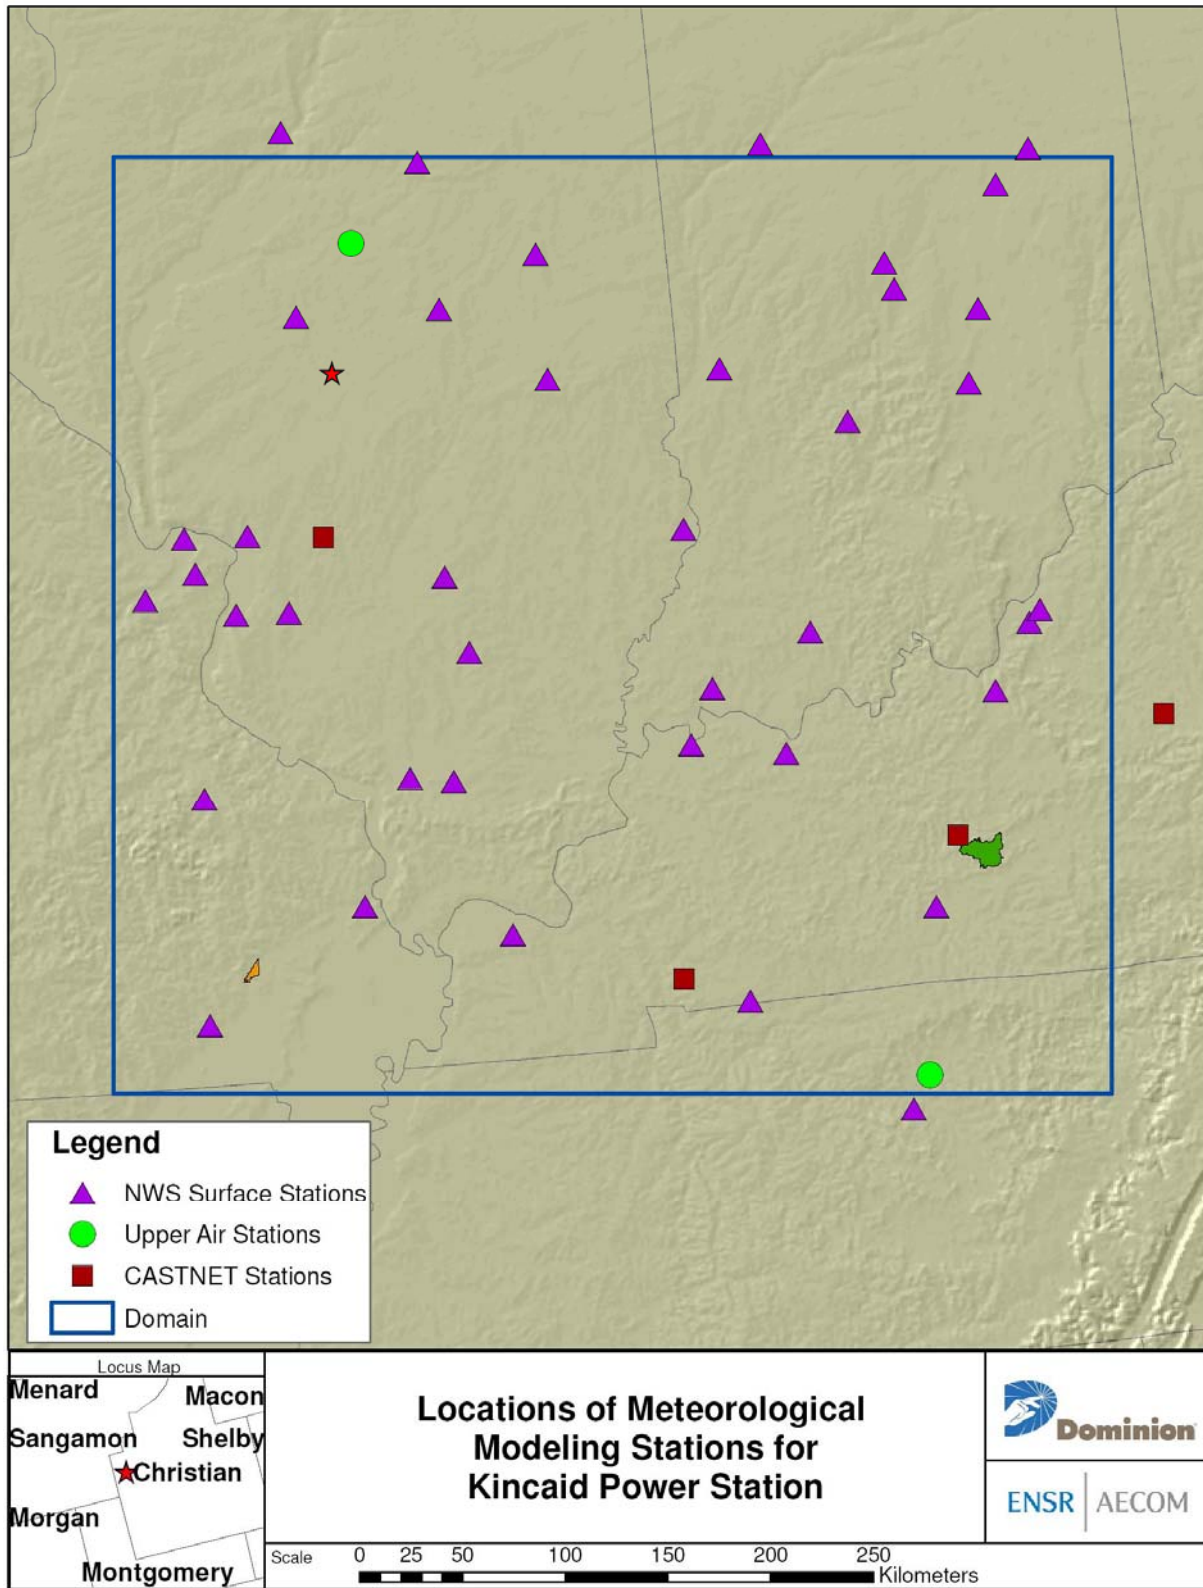 Legend
NWS Surface Stations
Upper Air Stations
CASTNET Stations
Domain
Locus Map
Menard
Macon
Sangamon
Shelby
Christian
Morgan
Montgomery
Locations of Meteorological
Modeling Stations for
Kincaid Power Station
Dominion
ENSR AECOM
Scale 0 25 50 100 150 200 250
Kilometers